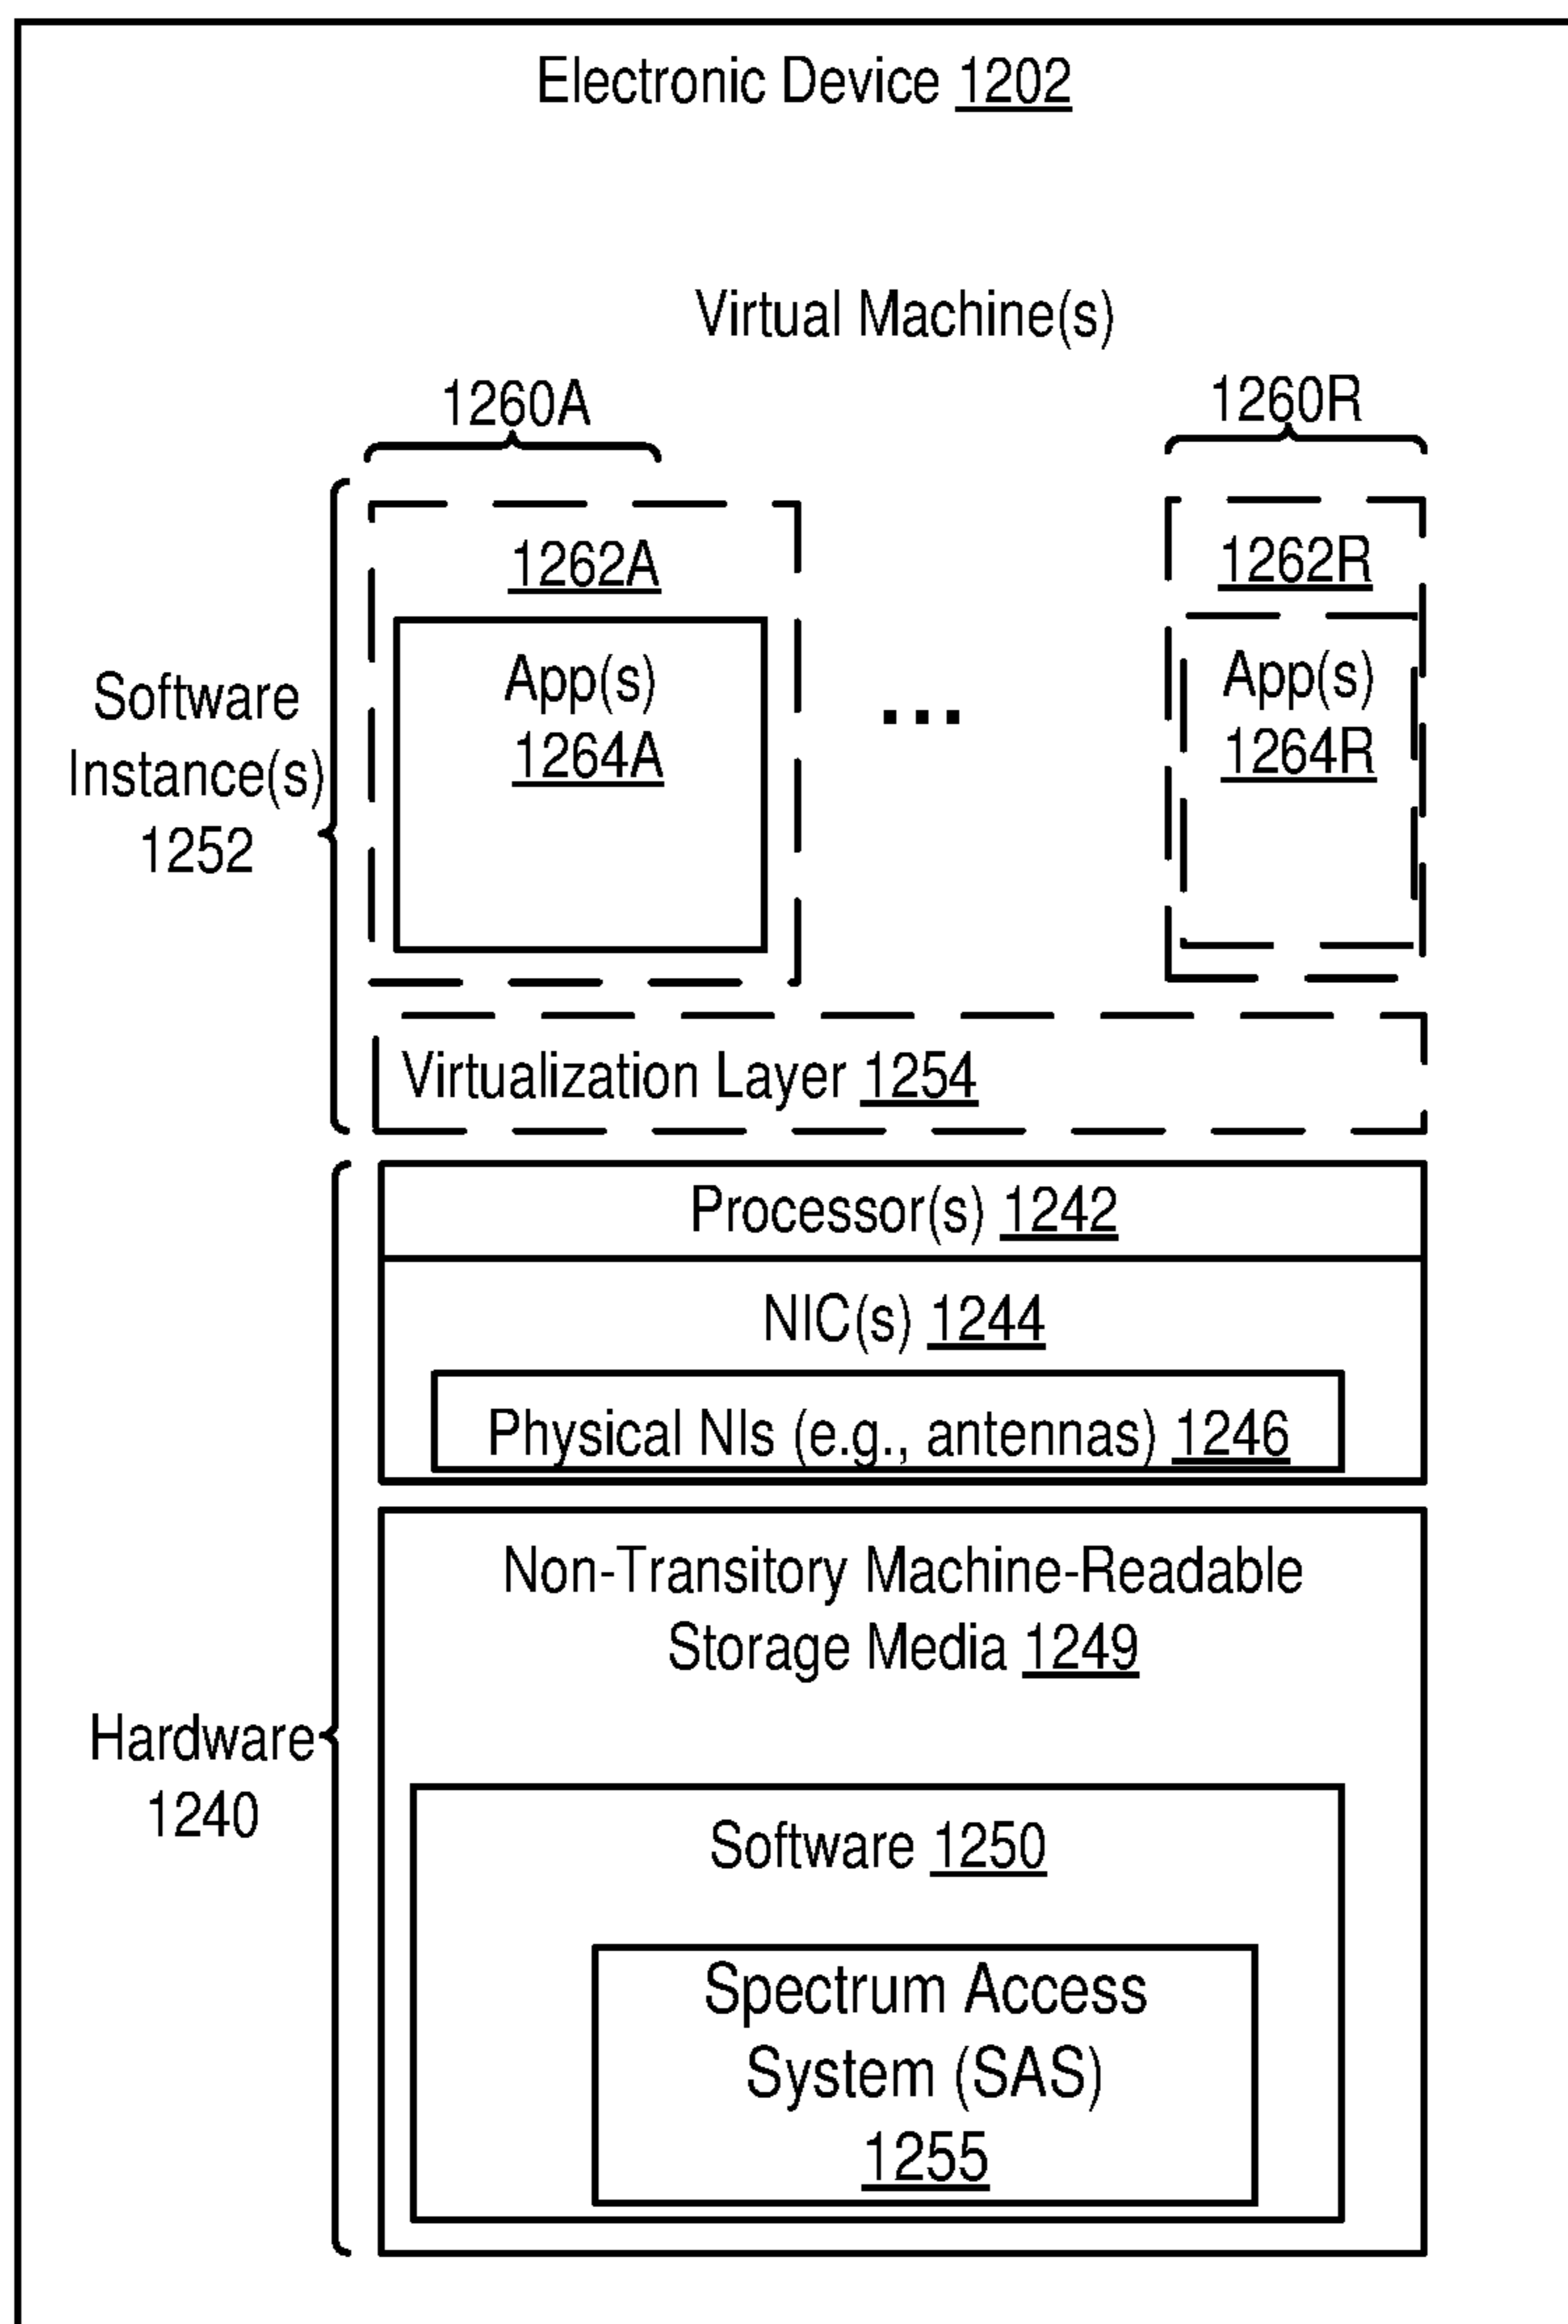 Electronic Device 1202
Virtual Machine(s)
1260A
1260R
1262A
1262R
App(s)
1264A
...
App(s)
1264R
Software
Instance(s)
1252
Virtualization Layer 1254
Processor(s) 1242
NIC(s) 1244
Physical NIs (e.g., antennas) 1246
Non-Transitory Machine-Readable
Storage Media 1249
Hardware
1240
Software 1250
Spectrum Access
System (SAS)
1255